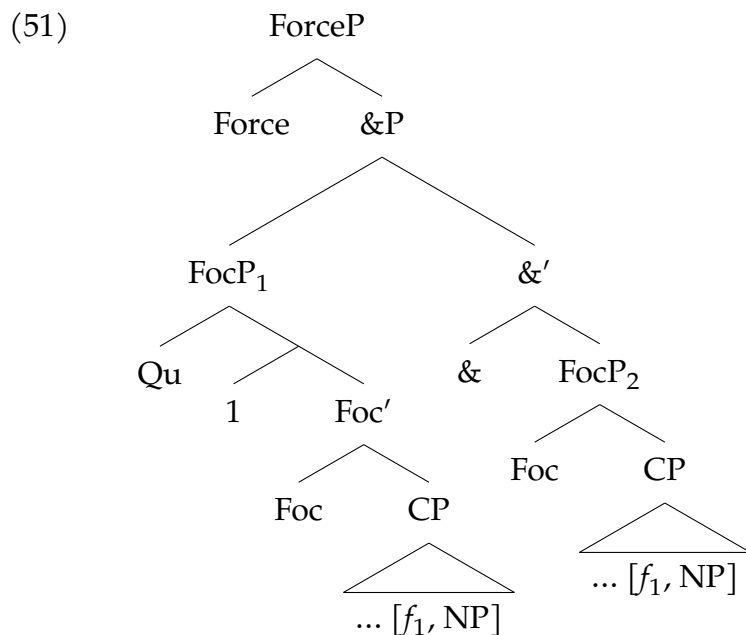 (51) ForceP
Force &P
FocP₁ &′
Qu & FocP₂
1 Foc′
Foc CP
Foc CP
... [f₁, NP]
... [f₁, NP]